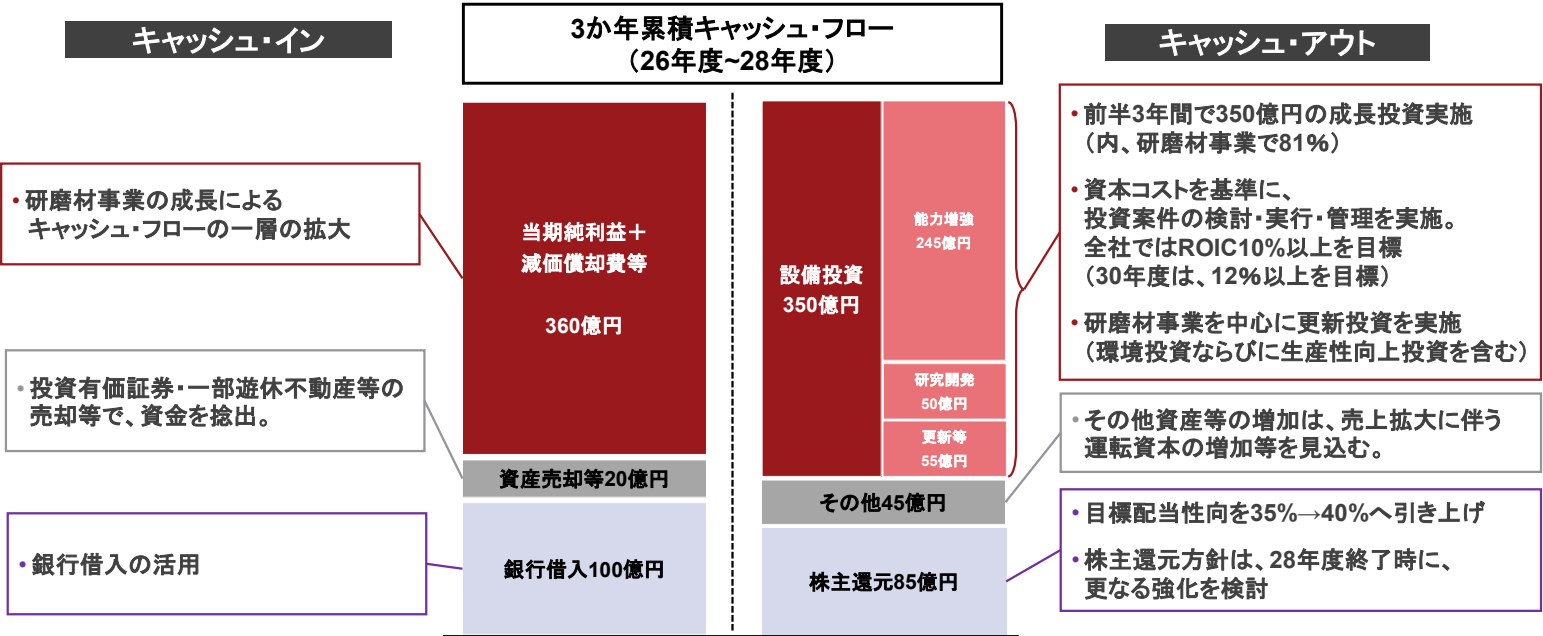 キャッシュ・イン
3か年累積キャッシュ・フロー
（26年度~28年度）
キャッシュ・アウト
・研磨材事業の成長による
キャッシュ・フローの一層の拡大
・投資有価証券・一部遊休不動産等の
売却等で、資金を捻出。
・銀行借入の活用
当期純利益＋
減価償却費等
360億円
資産売却等20億円
銀行借入100億円
設備投資
350億円
能力増強
245億円
研究開発
50億円
更新等
55億円
その他45億円
株主還元85億円
・前半3年間で350億円の成長投資実施
（内、研磨材事業で81%）
・資本コストを基準に、
投資案件の検討・実行・管理を実施。
全社ではROIC10%以上を目標
（30年度は、12%以上を目標）
・研磨材事業を中心に更新投資を実施
（環境投資ならびに生産性向上投資を含む）
・その他資産等の増加は、売上拡大に伴う
運転資本の増加等を見込む。
・目標配当性向を35%→40%へ引き上げ
・株主還元方針は、28年度終了時に、
更なる強化を検討